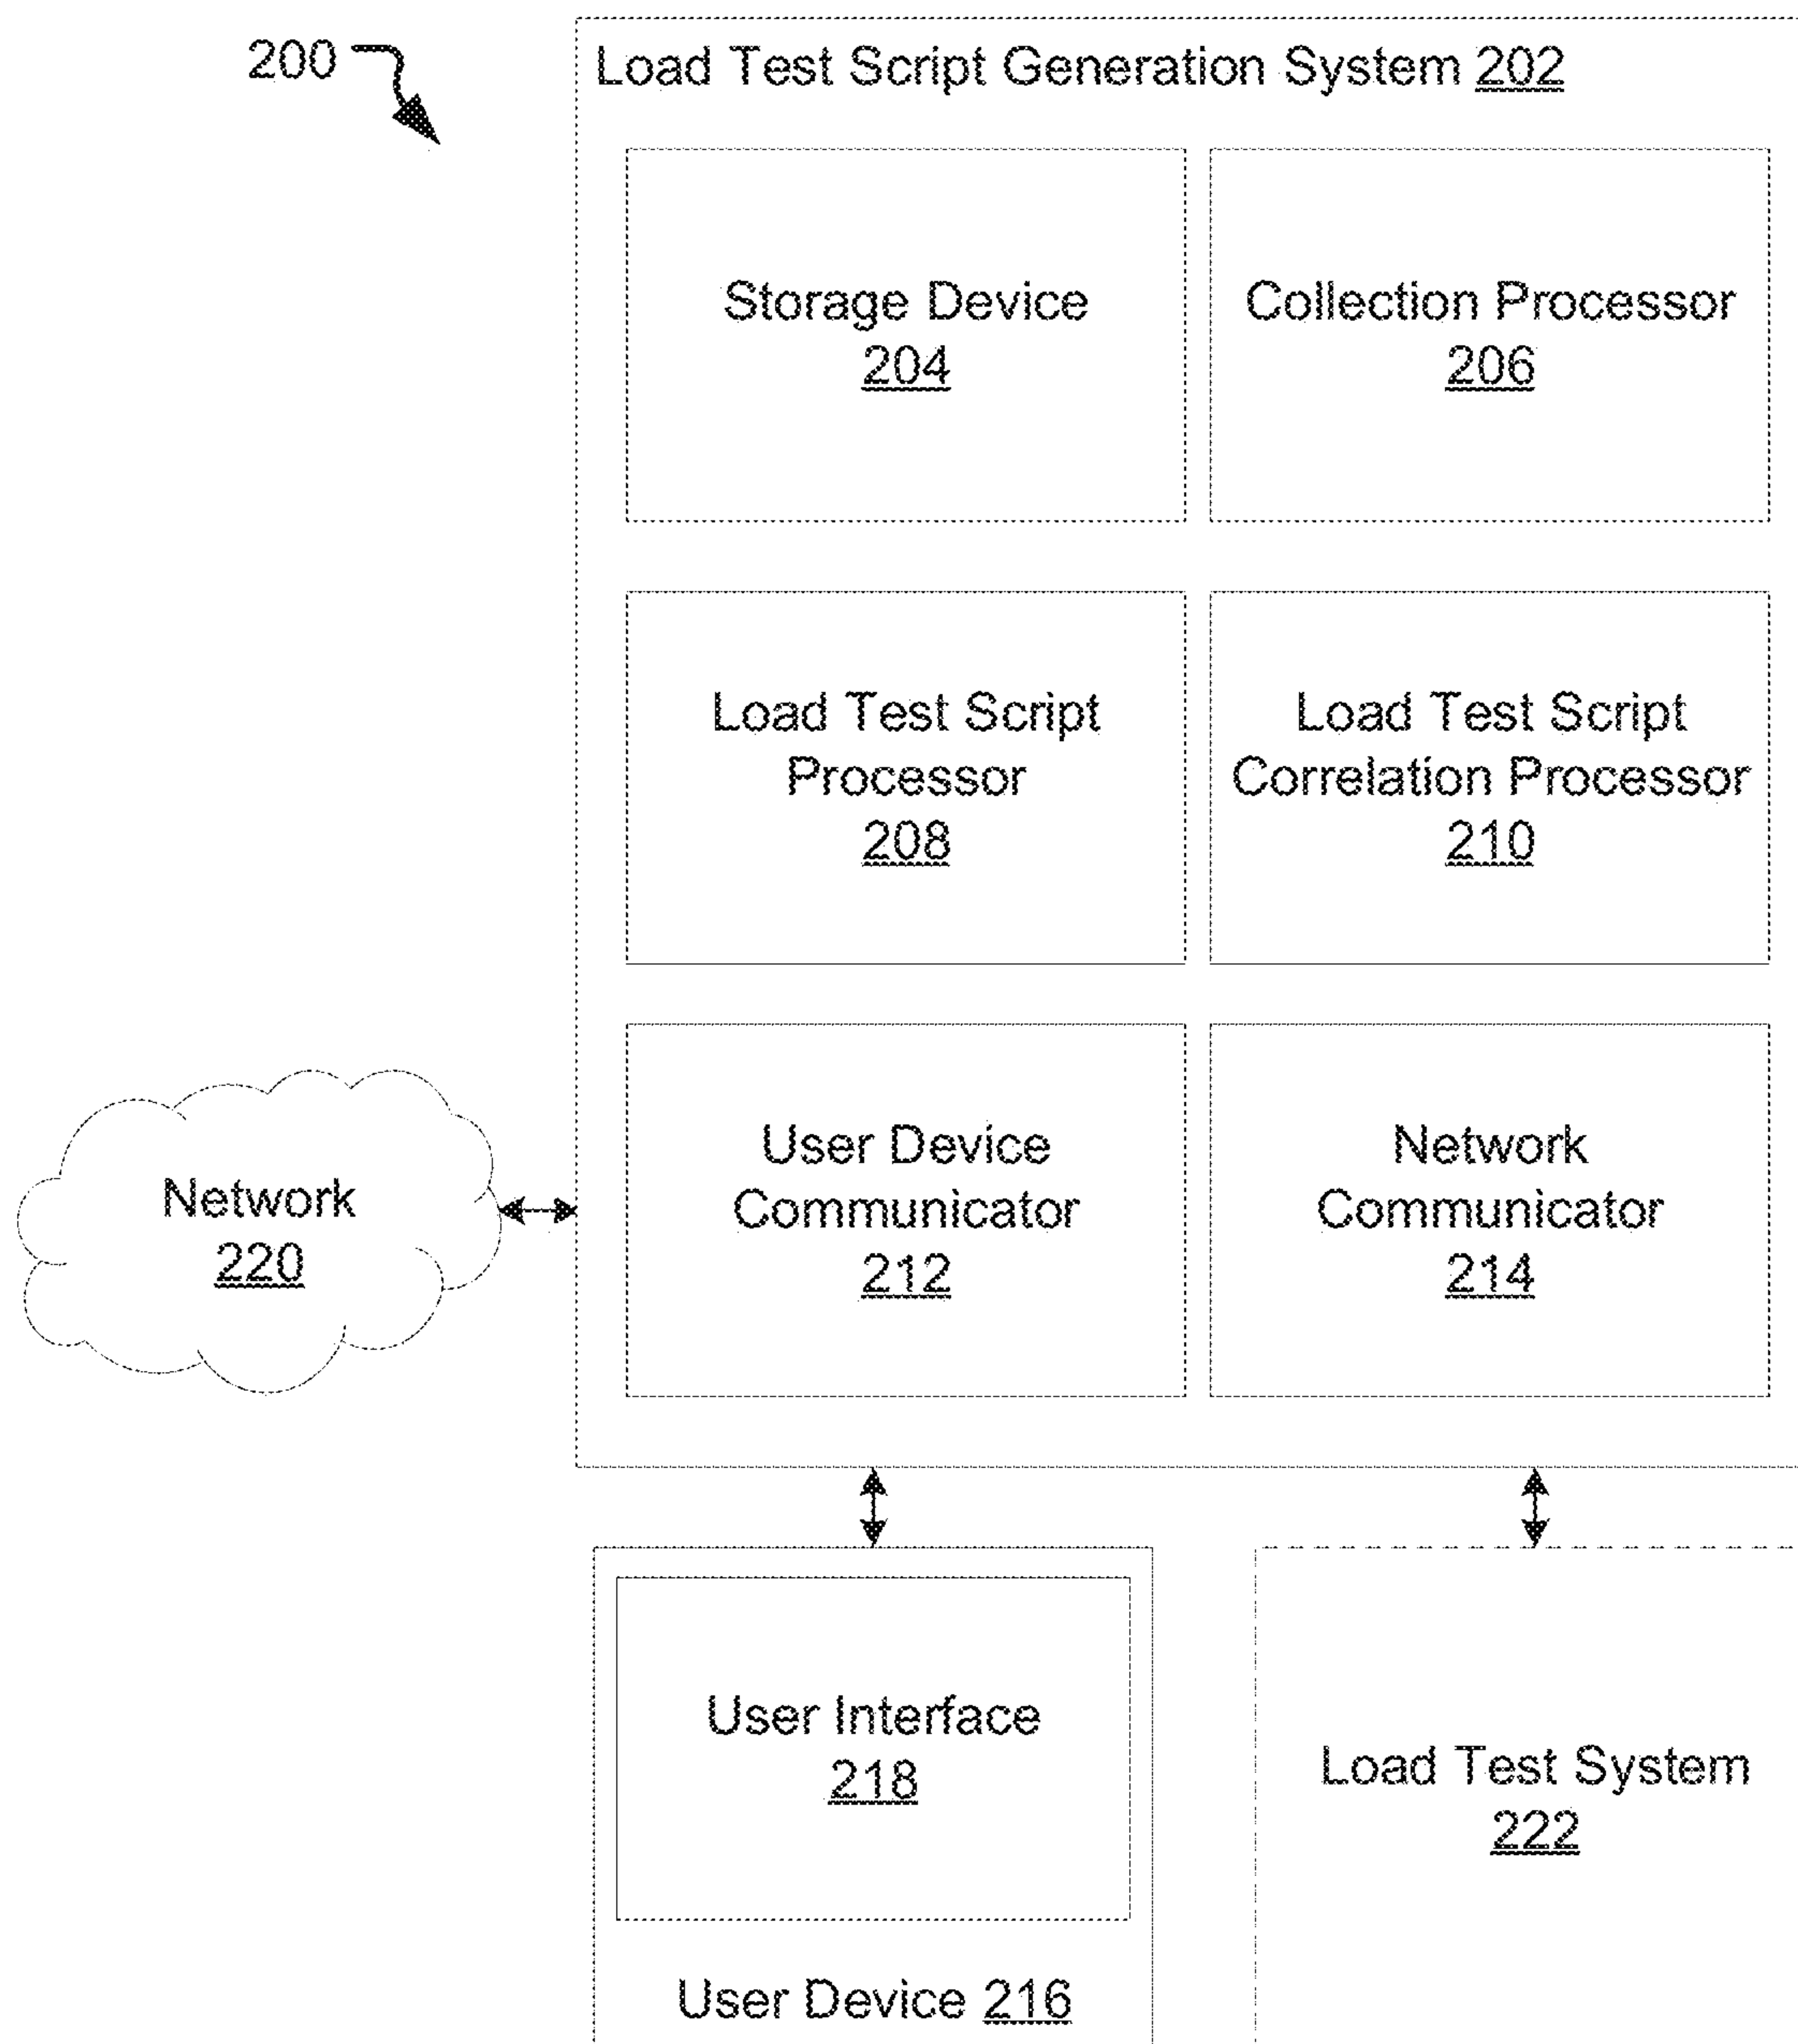 200
Load Test Script Generation System 202
Storage Device
204
Collection Processor
206
Load Test Script
Processor
208
Load Test Script
Correlation Processor
210
User Device
Communicator
212
Network
Communicator
214
Network
220
User Interface
218
User Device 216
Load Test System
222